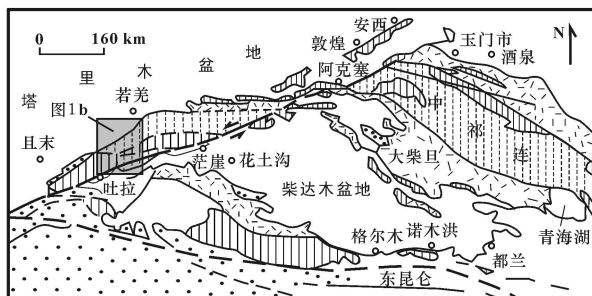 安西
0 160 km
敦煌
玉门市
酒泉
N
塔里木盆地
阿克塞
图1b
若羌
中祁连
且末
茫崖
花土沟
大柴旦
吐拉
柴达木盆地
青海湖
格尔木
诺木洪
都兰
东昆仑